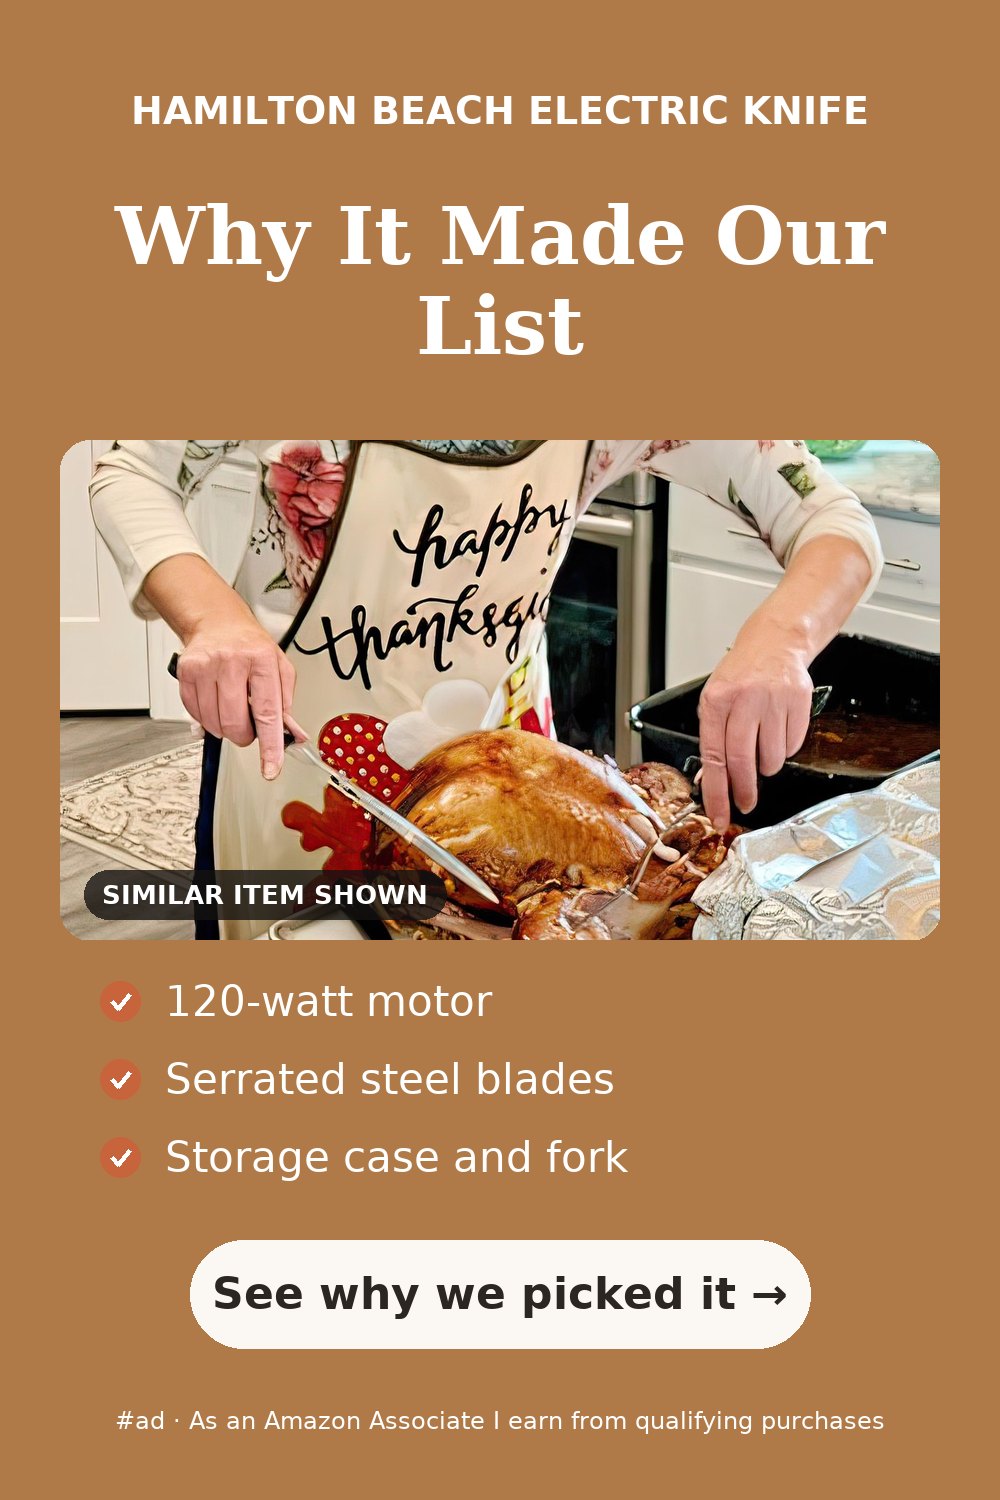 HAMILTON BEACH ELECTRIC KNIFE
Why It Made Our
List
happy
SIMILAR ITEM SHOWN
120-watt motor
Serrated steel blades
Storage case and fork
See why we picked it →
#ad · As an Amazon Associate I earn from qualifying purchases